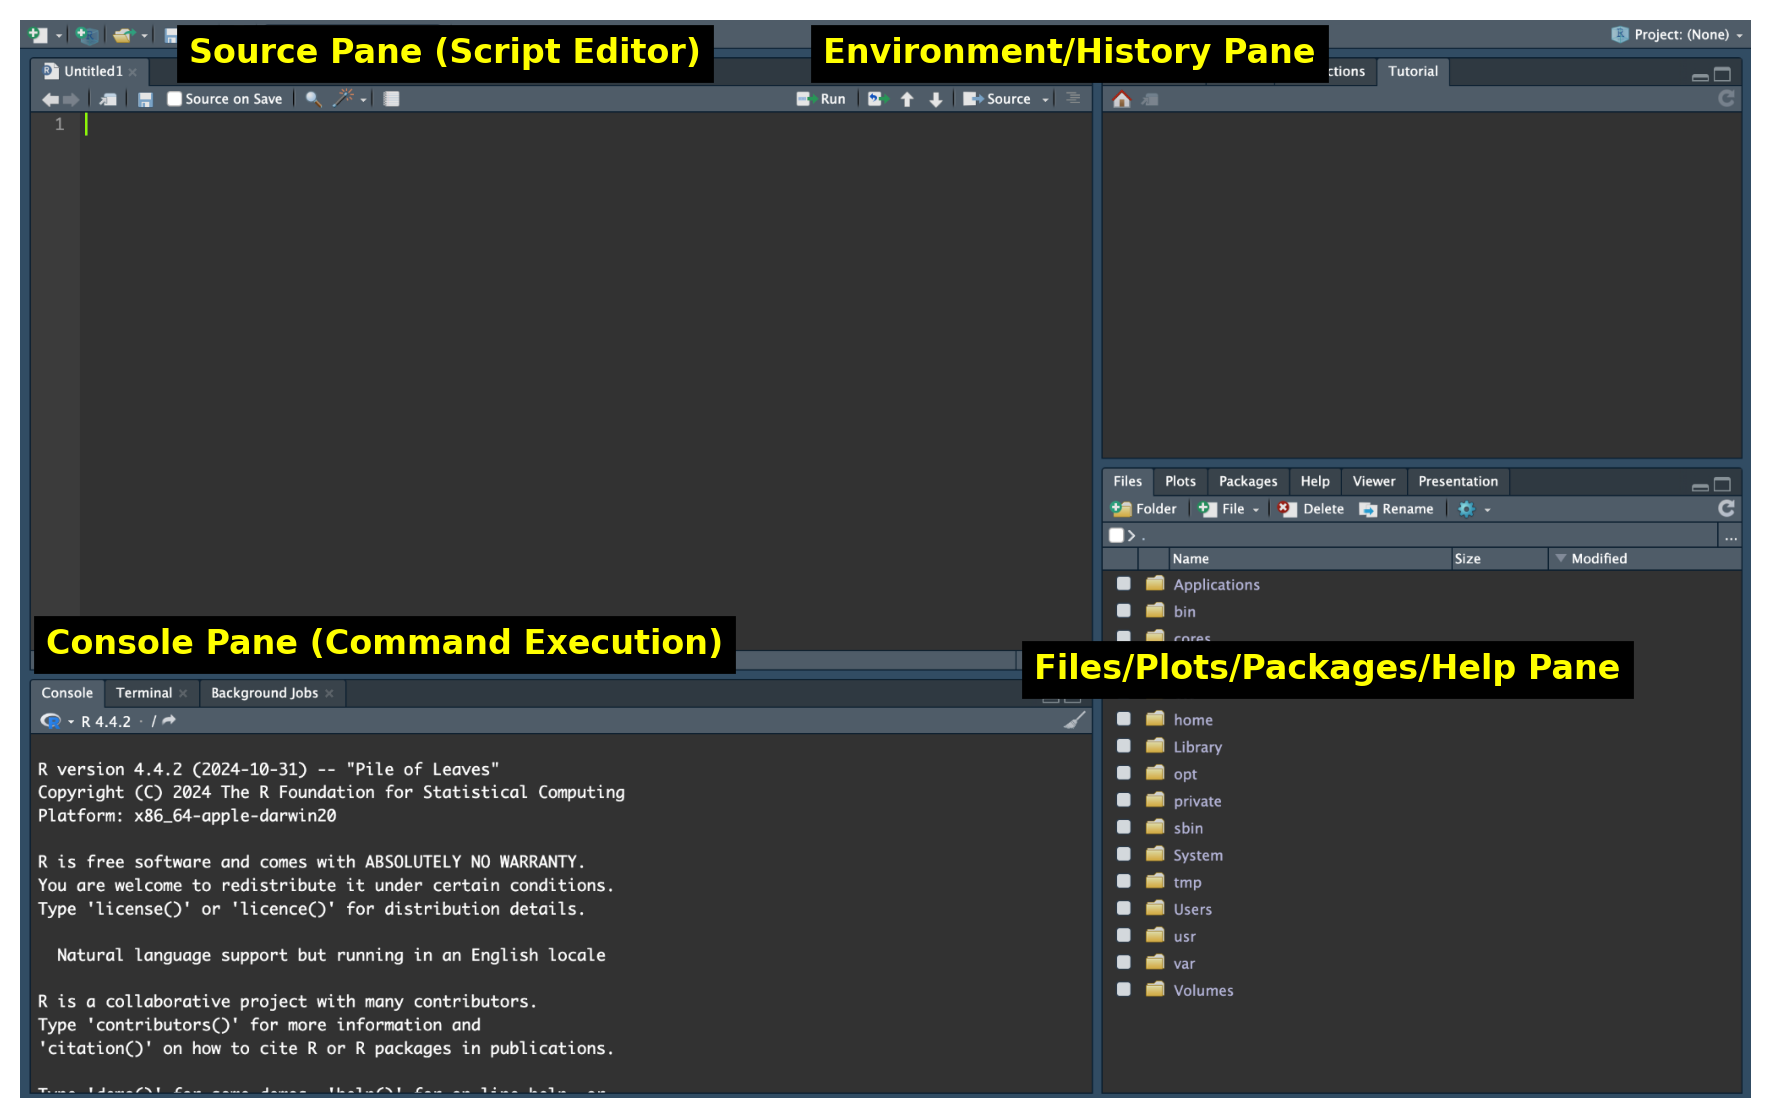 Source Pane (Script Editor)
Environment/History Pane
Project: (None)
Untitled1
Tutorial
Source on Save
Run
Source
1
Files Plots Packages Help Viewer Presentation
Folder File Delete Rename
.
...
Name Size Modified
Applications
bin
cores
Console Pane (Command Execution)
Files/Plots/Packages/Help Pane
home
Library
opt
private
sbin
System
tmp
Users
usr
var
Volumes
Console Terminal Background Jobs
R 4.4.2 · /
R version 4.4.2 (2024-10-31) -- "Pile of Leaves"
Copyright (C) 2024 The R Foundation for Statistical Computing
Platform: x86_64-apple-darwin20
R is free software and comes with ABSOLUTELY NO WARRANTY.
You are welcome to redistribute it under certain conditions.
Type 'license()' or 'licence()' for distribution details.
Natural language support but running in an English locale
R is a collaborative project with many contributors.
Type 'contributors()' for more information and
'citation()' on how to cite R or R packages in publications.